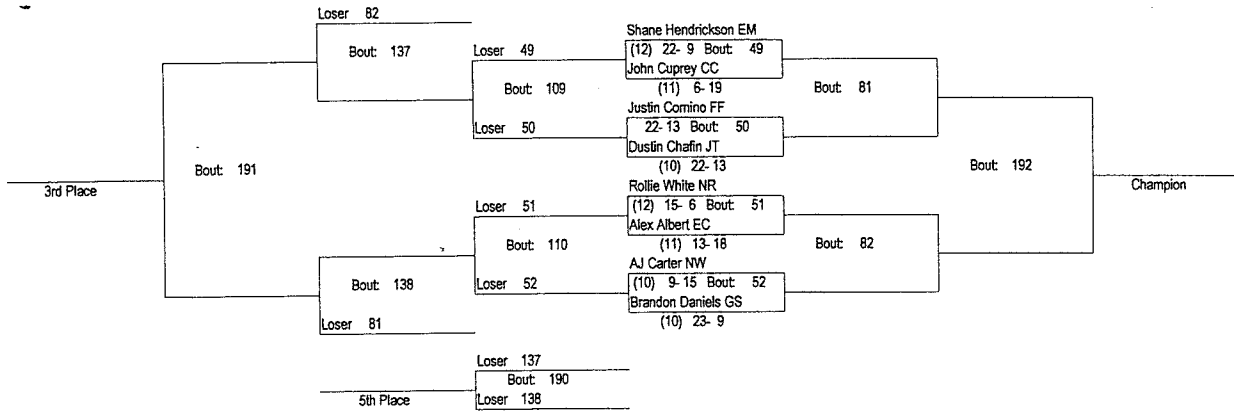 Loser 82
Bout: 137
Loser 49
Bout: 109
Loser 50
Shane Hendrickson EM
(12) 22- 9 Bout: 49
John Cuprey CC
(11) 6-19
Bout: 81
Justin Comino FF
22- 13 Bout: 50
Dustin Chafin JT
(10) 22-13
Bout: 191
3rd Place
Bout: 192
Champion
Rollie White NR
(12) 15- 6 Bout: 51
Alex Albert EC
(11) 13-18
Loser 51
Bout: 110
Loser 52
Bout: 82
AJ Carter NW
(10) 9-15 Bout: 52
Brandon Daniels GS
(10) 23- 9
Bout: 138
Loser 81
Loser 137
Bout: 190
Loser 138
5th Place